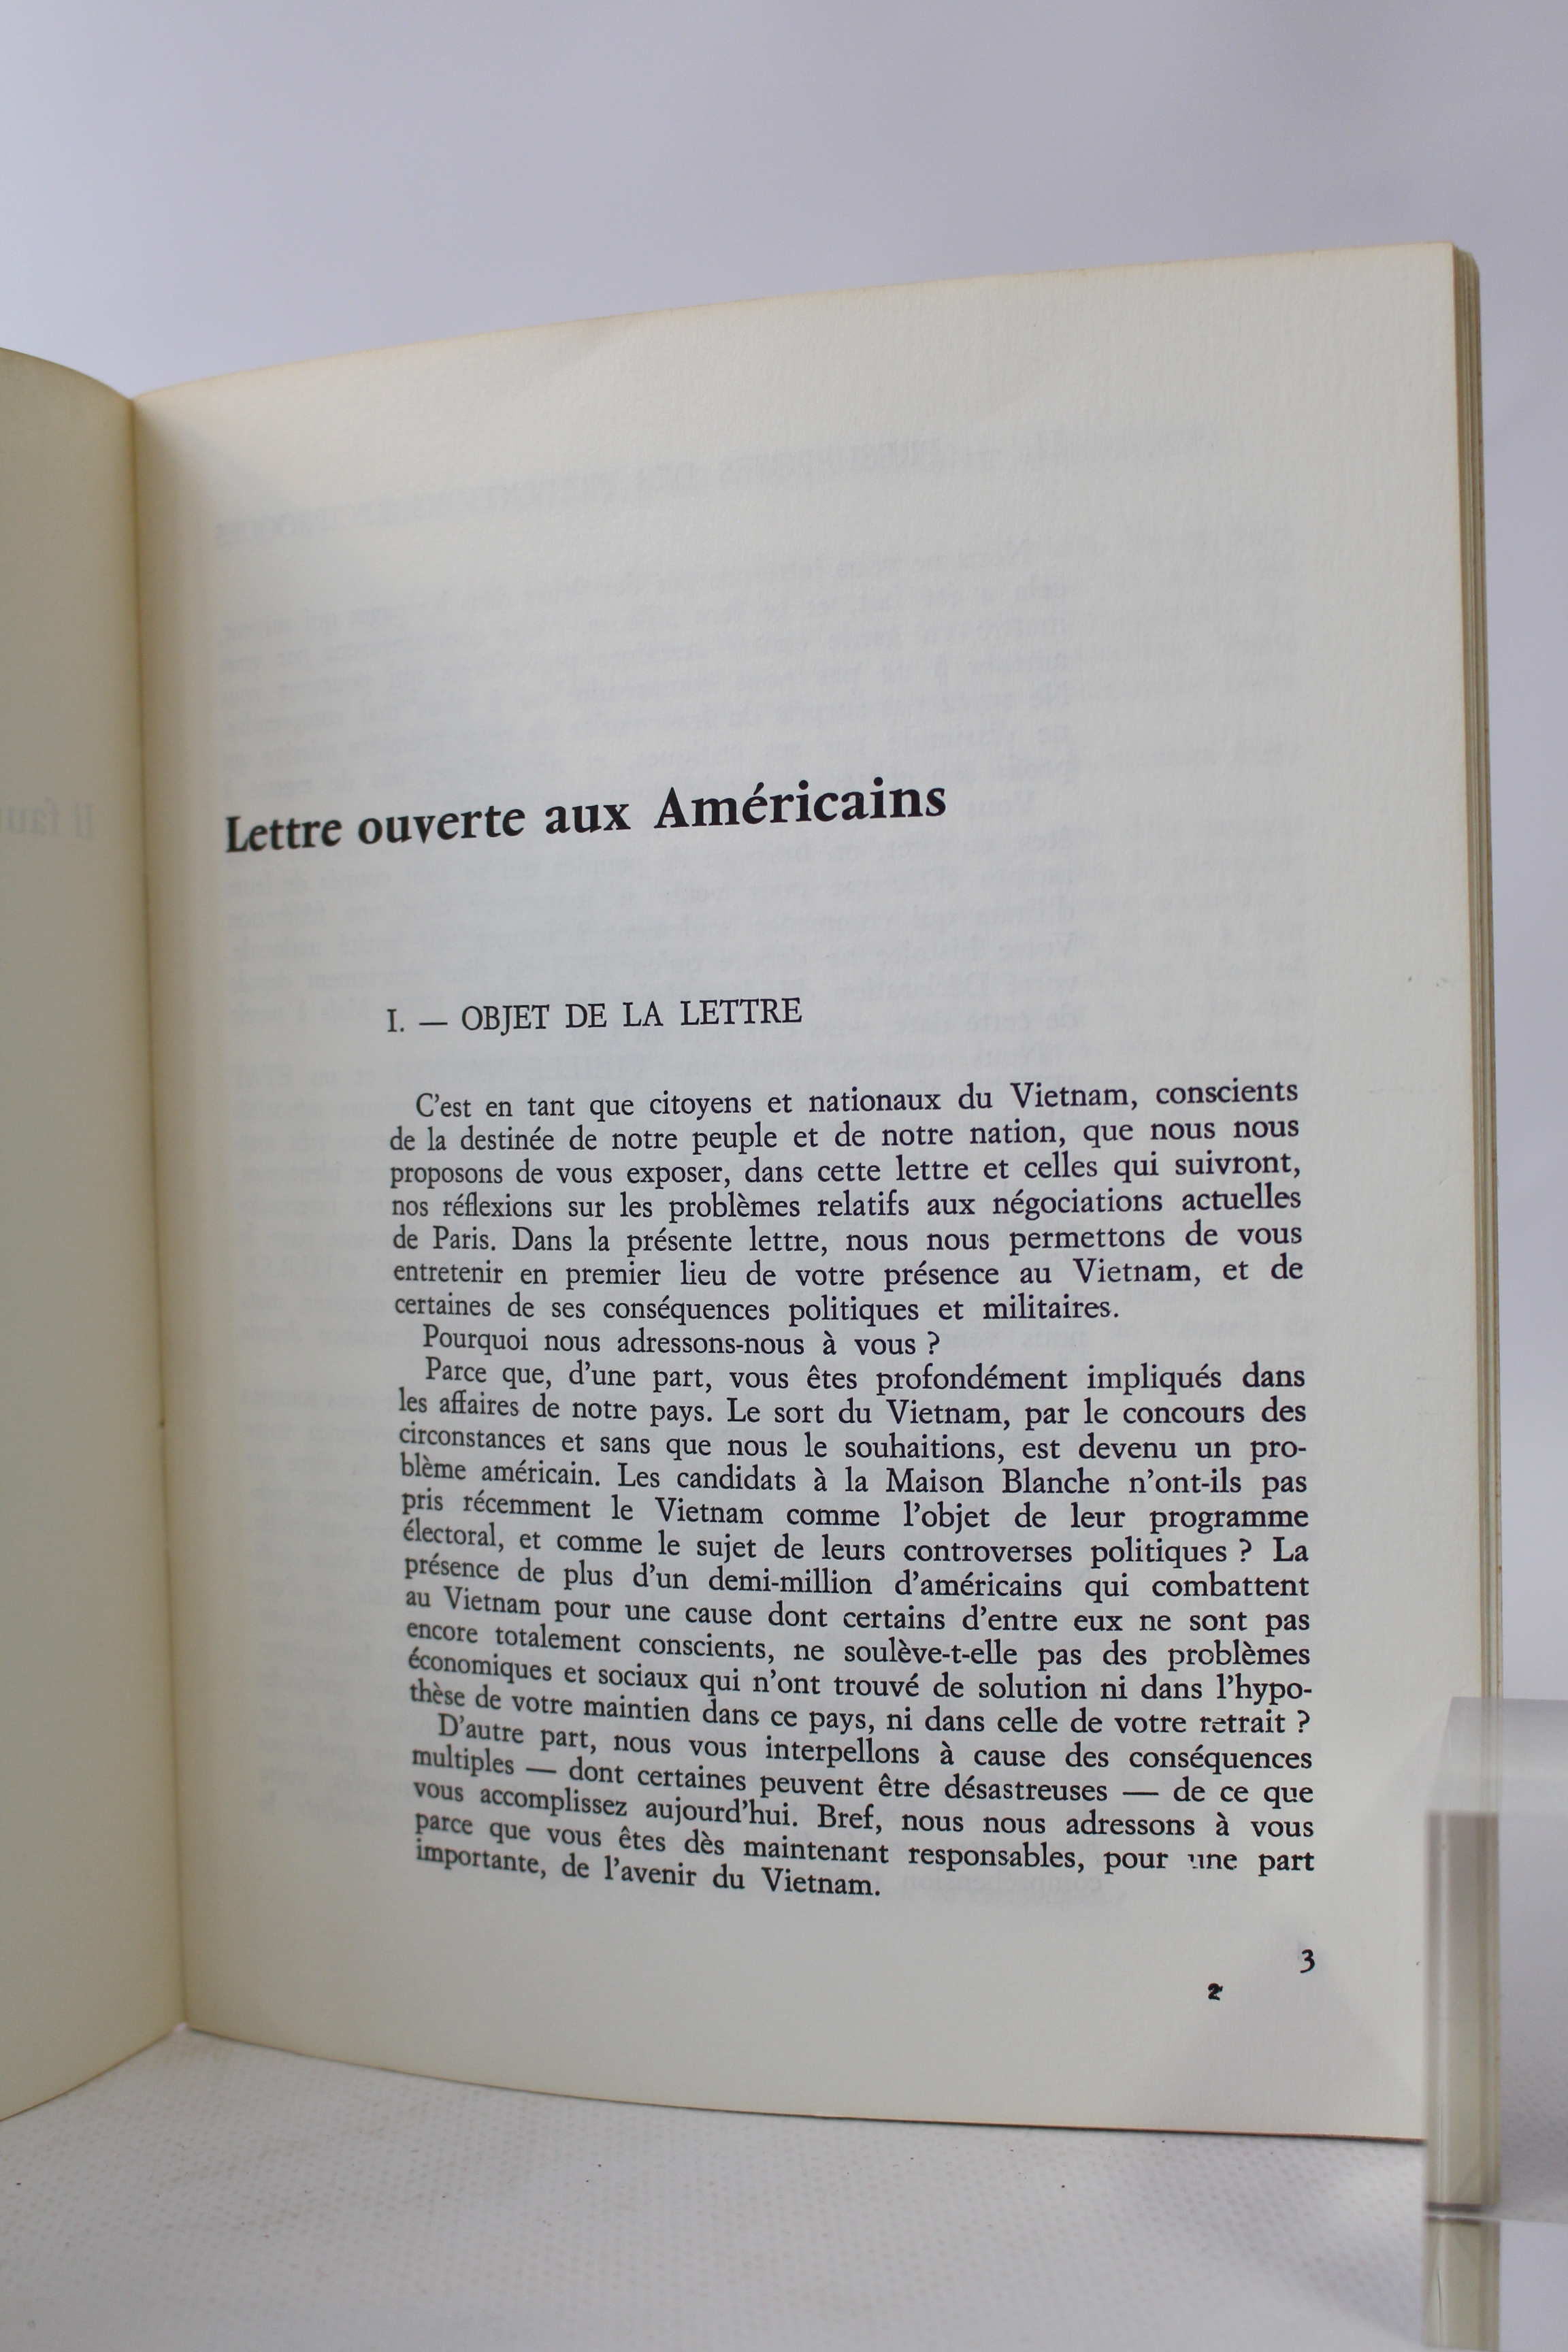 Lettre ouverte aux Américains
I. — OBJET DE LA LETTRE
C'est en tant que citoyens et nationaux du Vietnam, conscients
de la destinée de notre peuple et de notre nation, que nous nous
proposons de vous exposer, dans cette lettre et celles qui suivront,
nos réflexions sur les problèmes relatifs aux négociations actuelles
de Paris. Dans la présente lettre, nous nous permettons de vous
entretenir en premier lieu de votre présence au Vietnam, et de
certaines de ses conséquences politiques et militaires.
Pourquoi nous adressons-nous à vous ?
Parce que, d'une part, vous êtes profondément impliqués dans
les affaires de notre pays. Le sort du Vietnam, par le concours des
circonstances et sans que nous le souhaitions, est devenu un pro-
blème américain. Les candidats à la Maison Blanche n'ont-ils pas
pris récemment le Vietnam comme l'objet de leur programme
électoral, et comme le sujet de leurs controverses politiques ? La
présence de plus d'un demi-million d'américains qui combattent
au Vietnam pour une cause dont certains d'entre eux ne sont pas
encore totalement conscients, ne soulève-t-elle pas des problèmes
économiques et sociaux qui n'ont trouvé de solution ni dans l'hypo-
thèse de votre maintien dans ce pays, ni dans celle de votre retrait ?
D'autre part, nous vous interpellons à cause des conséquences
multiples — dont certaines peuvent être désastreuses — de ce que
vous accomplissez aujourd'hui. Bref, nous nous adressons à vous
parce que vous êtes dès maintenant responsables, pour une part
importante, de l'avenir du Vietnam.
3
2